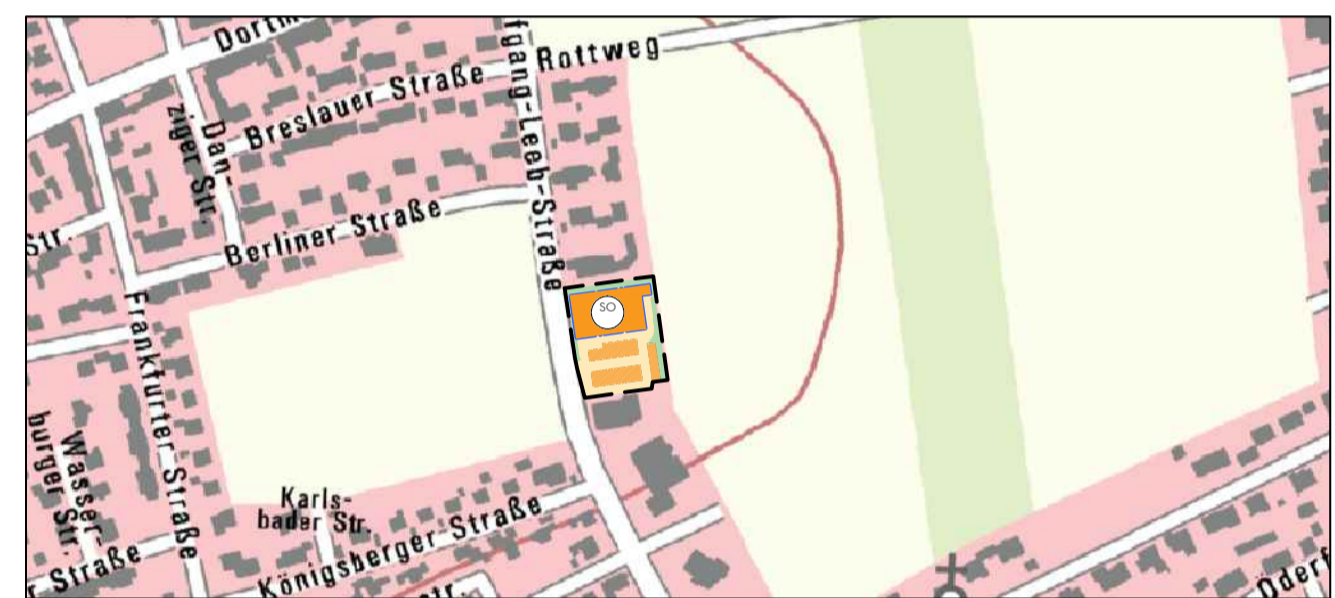 Dortm
Rottweg
Breslauer Straße
fgang-Leeb-Straße
Dan-
ziger Str.
Berliner Straße
Str.
SO
Frankfurter Straße
Wasser-
burger Str.
Karls-
bader Str.
Königsberger Straße
r Straße
str.
Oderf